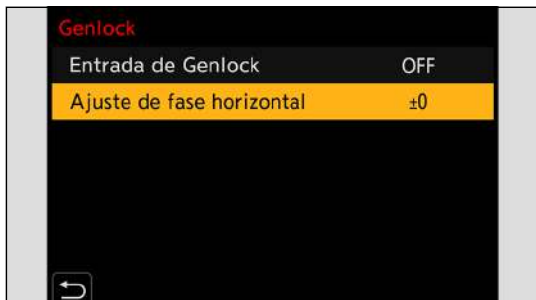 Genlock
Entrada de Genlock OFF
Ajuste de fase horizontal ±0